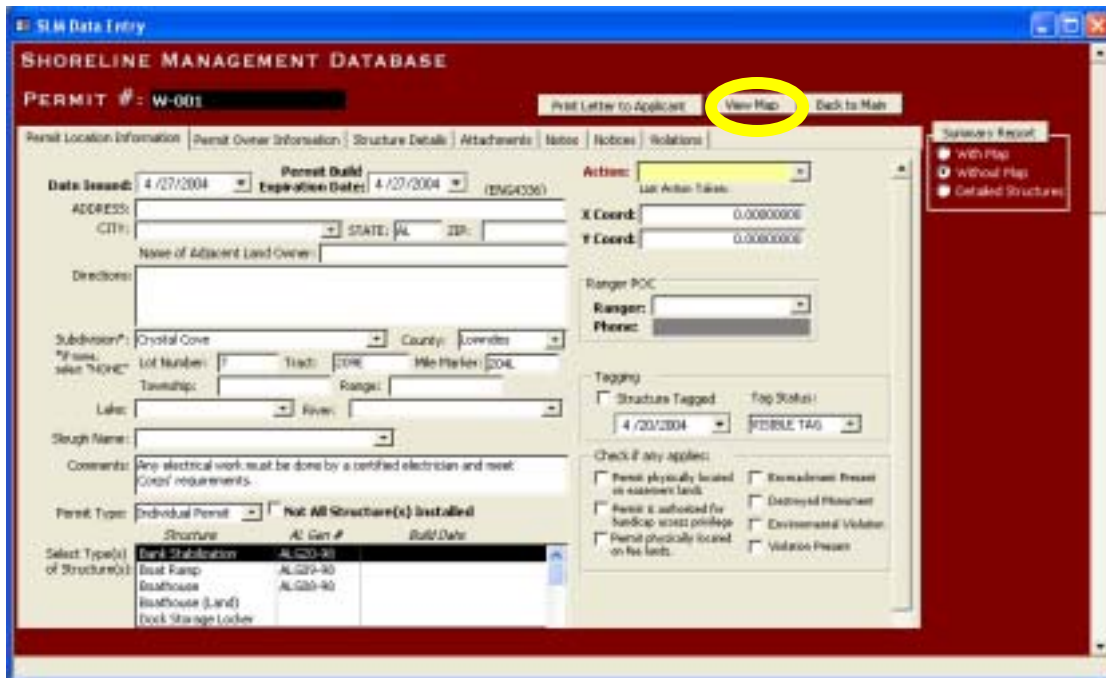 SLM Data Entry
SHORELINE MANAGEMENT DATABASE
PERMIT #: W-001
Print Letter to Applicant View Map Back to Main
Permit Location Information Permit Owner Information Structure Details Attachments Notes Notices Violations
Summary Report
With Map
Without Map
Detailed Structures
Date Issued: 4/27/2004 Permit Build Expiration Date: 4/27/2004 (ENG4336)
Action:
Last Action Taken
ADDRESS:
X Coord: 0.00000000
CITY: STATE: AL ZIP:
Y Coord: 0.00000000
Name of Adjacent Land Owner:
Directions:
Ranger POC
Ranger:
Phone:
Subdivision*: Crystal Cove County: Lowndes
*If none, select "NONE"
Lot Number: 7 Tract: Mile Marker: 204L
Township: Range:
Lake: River:
Tagging
Structure Tagged Tag Status:
4/20/2004 VISIBLE TAG
Slough Name:
Comments: Any electrical work must be done by a certified electrician and meet
Corps' requirements.
Check if any applies:
Permit physically located on easement lands
Permit is authorized for handicap access privilege
Permit physically located on fee lands.
Encroachment Present
Destroyed Monument
Environmental Violation
Violation Present
Permit Type: Individual Permit Not All Structure(s) Installed
Structure AL Gen # Build Date
Select Type(s) of Structure(s):
Bank Stabilization ALG20-98
Boat Ramp ALG09-98
Boathouse
Boathouse (Land)
Dock Storage Locker